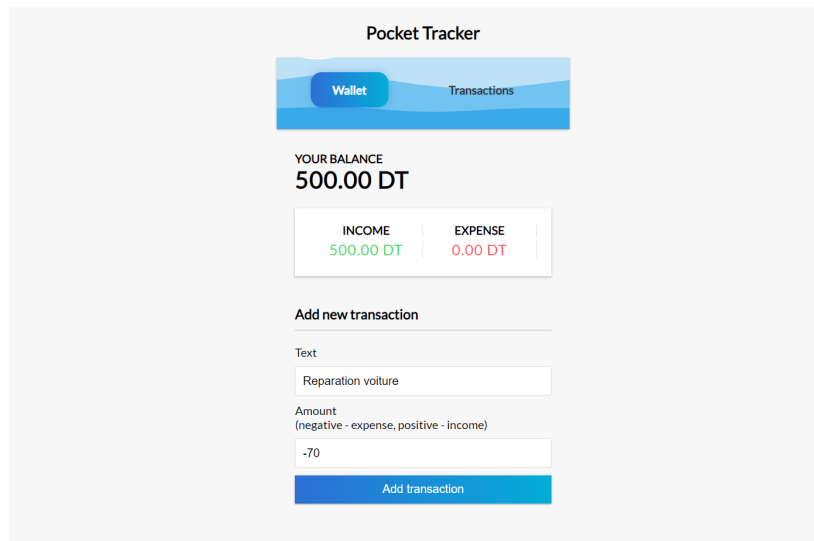 Pocket Tracker
Wallet Transactions
YOUR BALANCE
500.00 DT
INCOME EXPENSE
500.00 DT 0.00 DT
Add new transaction
Text
Reparation voiture
Amount
(negative - expense, positive - income)
-70
Add transaction